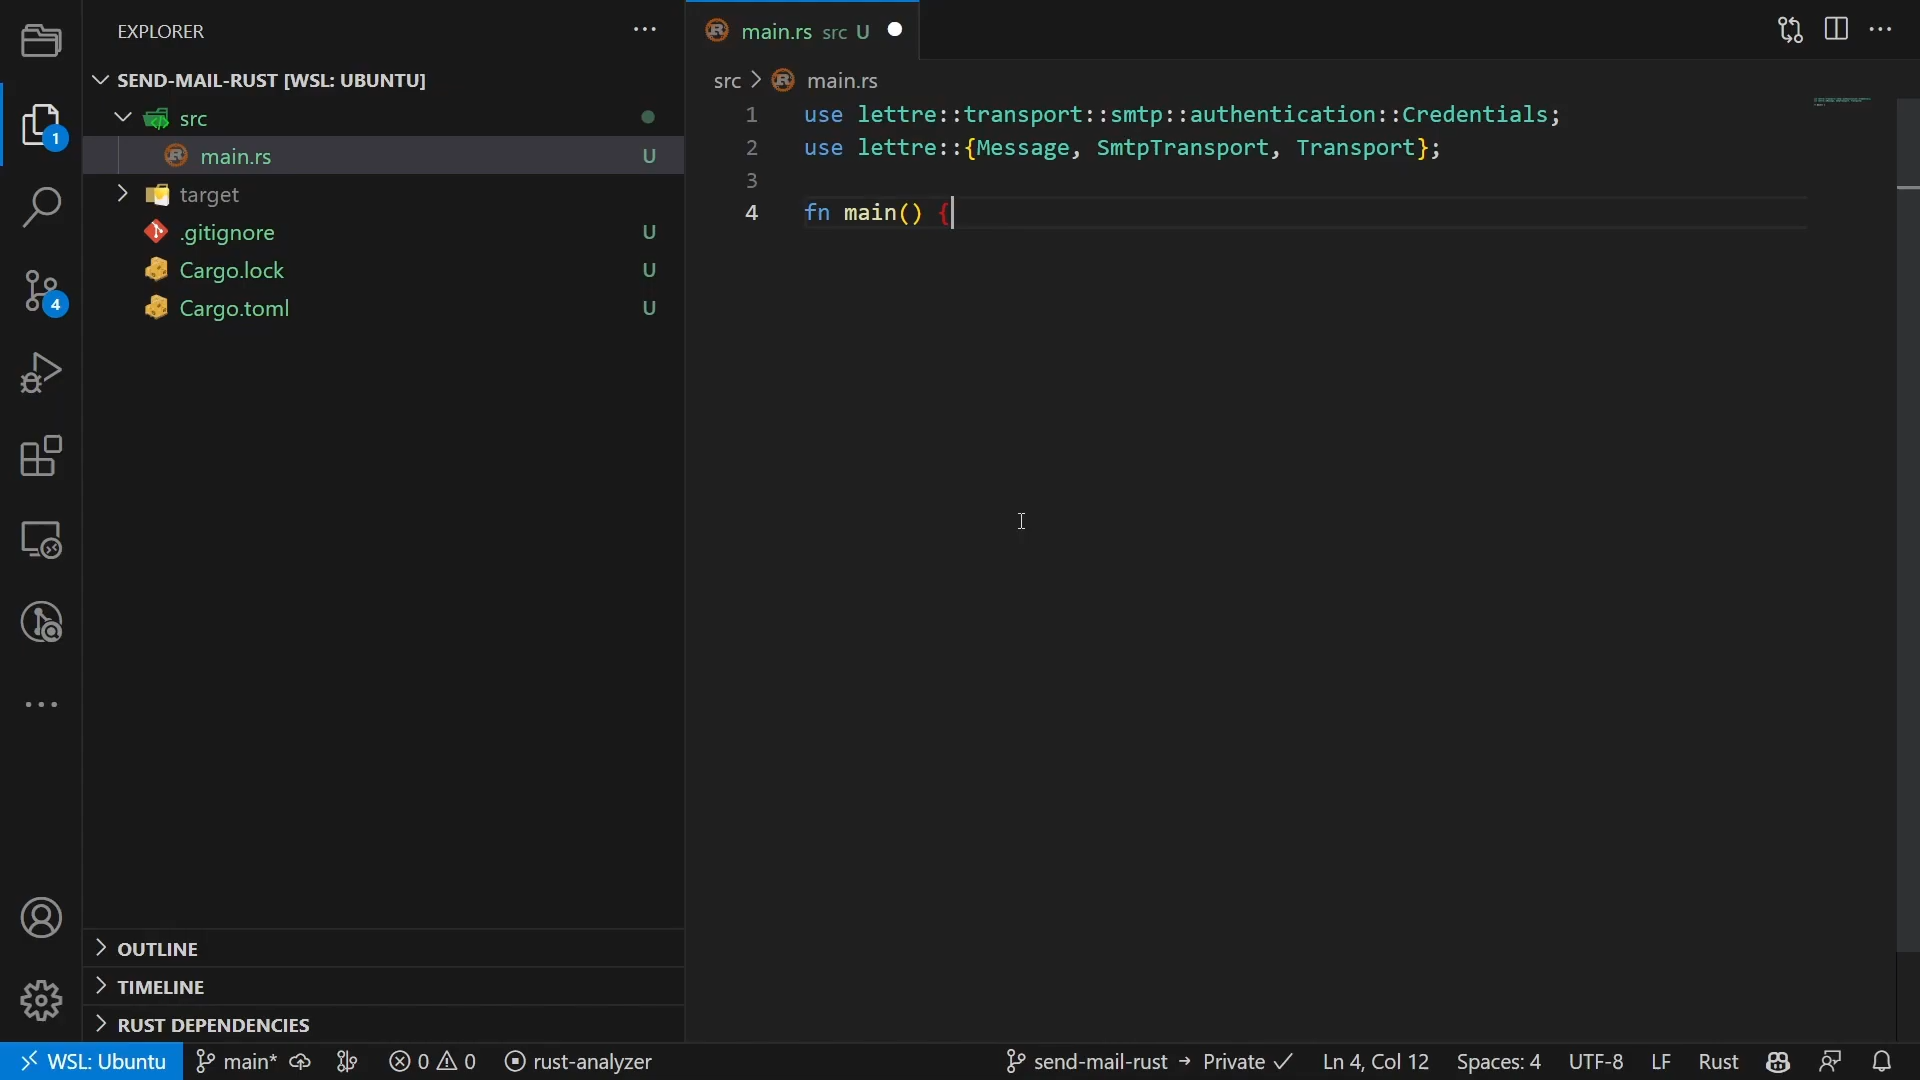 EXPLORER
SEND-MAIL-RUST [WSL: UBUNTU]
src
main.rs U
target
.gitignore U
Cargo.lock U
Cargo.toml U
1
4
OUTLINE
TIMELINE
RUST DEPENDENCIES
main.rs src U
src > main.rs
1 use lettre::transport::smtp::authentication::Credentials;
2 use lettre::{Message, SmtpTransport, Transport};
3
4 fn main() {
WSL: Ubuntu main* 0 0 rust-analyzer send-mail-rust → Private ✓ Ln 4, Col 12 Spaces: 4 UTF-8 LF Rust